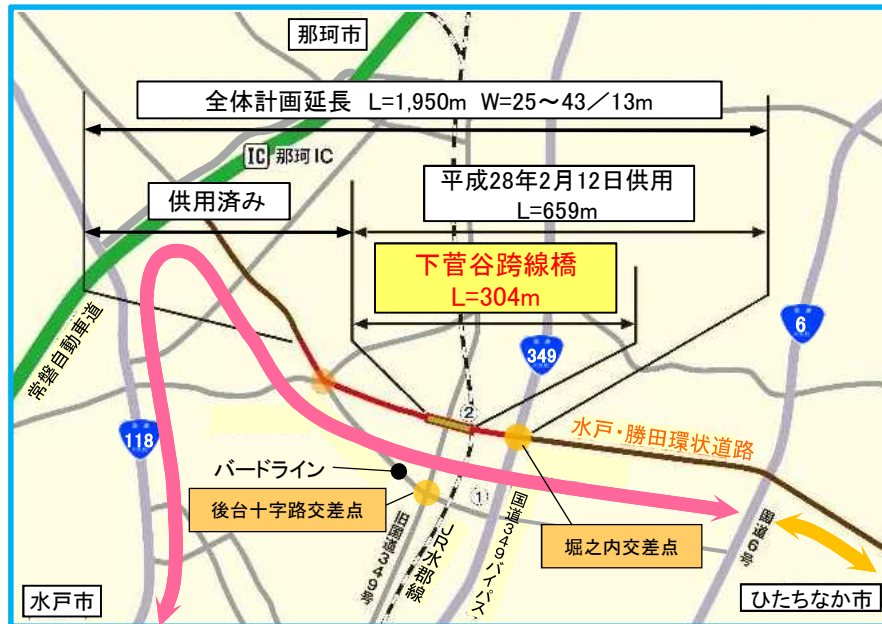 那珂市
全体計画延長 L=1,950m W=25～43／13m
IC 那珂IC
供用済み
平成28年2月12日供用
L=659m
下菅谷跨線橋
L=304m
常磐自動車道
6
349
118
2
水戸・勝田環状道路
バードライン
後台十字路交差点
1
堀之内交差点
旧国道349号
JR水郡線
国道349バイパス
国道6号
水戸市
ひたちなか市